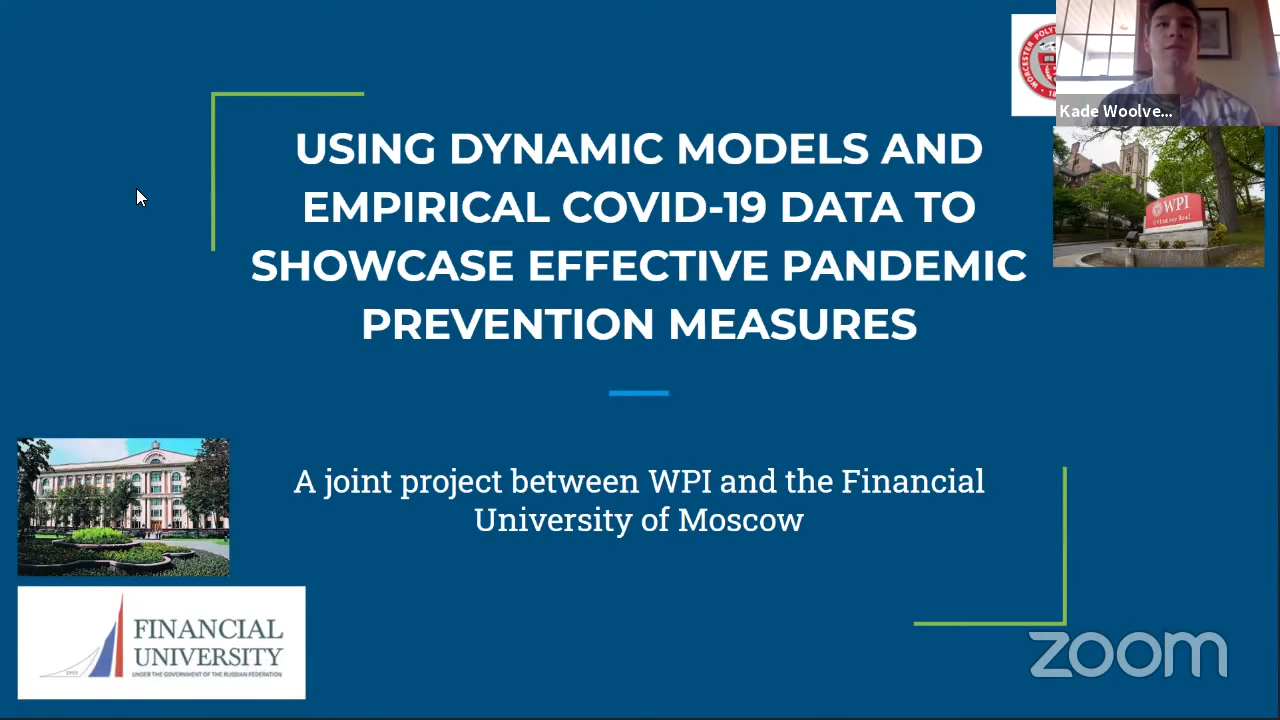 Kade Woolve...
USING DYNAMIC MODELS AND
EMPIRICAL COVID-19 DATA TO
SHOWCASE EFFECTIVE PANDEMIC
PREVENTION MEASURES
WPI
A joint project between WPI and the Financial
University of Moscow
FINANCIAL
UNIVERSITY
UNDER THE GOVERNMENT OF THE RUSSIAN FEDERATION
zoom